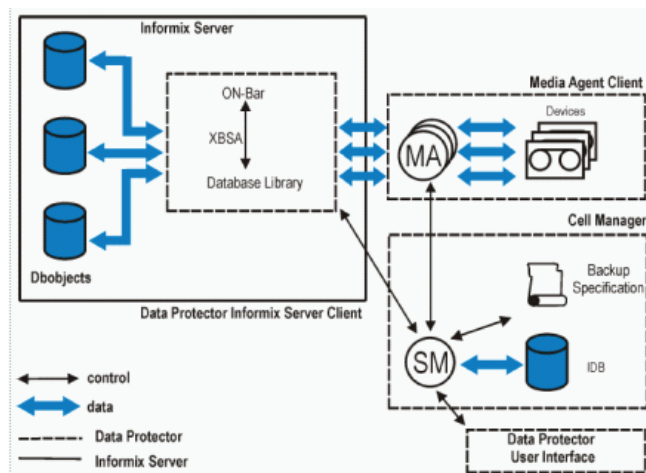 Informix Server
ON-Bar
XBSA
Database Library
Dbobjects
Data Protector Informix Server Client
Media Agent Client
Devices
MA
Cell Manager
Backup
Specification
SM
IDB
Data Protector
User Interface
control
data
Data Protector
Informix Server